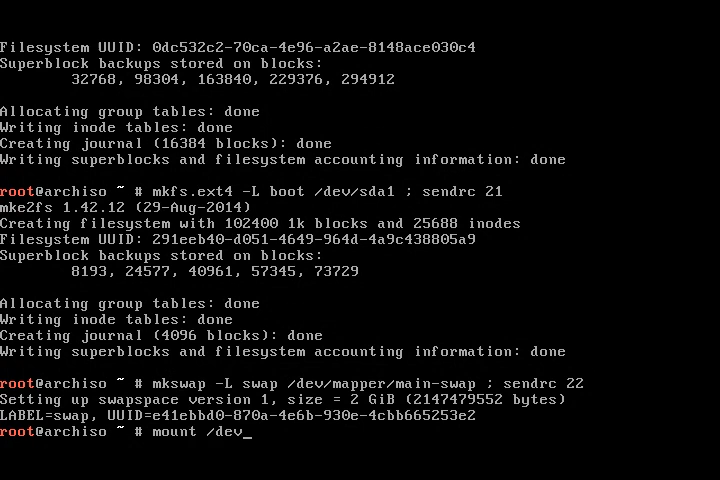 Filesystem UUID: 0dc532c2-70ca-4e96-a2ae-8148ace030c4
Superblock backups stored on blocks:
        32768, 98304, 163840, 229376, 294912
Allocating group tables: done
Writing inode tables: done
Creating journal (16384 blocks): done
Writing superblocks and filesystem accounting information: done
root@archiso ~ # mkfs.ext4 -L boot /dev/sda1 ; sendrc 21
mke2fs 1.42.12 (29-Aug-2014)
Creating filesystem with 102400 1k blocks and 25688 inodes
Filesystem UUID: 291eeb40-d051-4649-964d-4a9c438805a9
Superblock backups stored on blocks:
        8193, 24577, 40961, 57345, 73729
Allocating group tables: done
Writing inode tables: done
Creating journal (4096 blocks): done
Writing superblocks and filesystem accounting information: done
root@archiso ~ # mkswap -L swap /dev/mapper/main-swap ; sendrc 22
Setting up swapspace version 1, size = 2 GiB (2147479552 bytes)
LABEL=swap, UUID=e41ebbd0-870a-4e6b-930e-4cbb665253e2
root@archiso ~ # mount /dev_